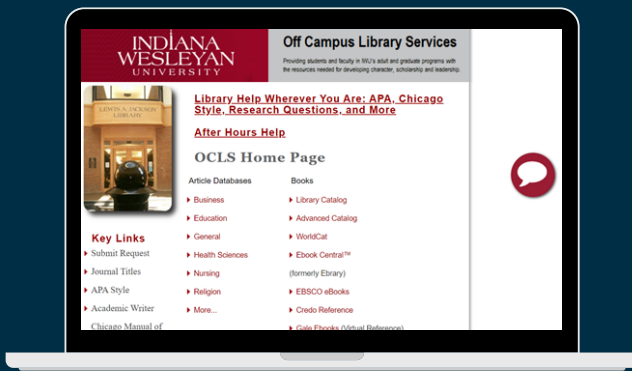 INDIANA
WESLEYAN
UNIVERSITY
Off Campus Library Services
Providing students and faculty in IWU's adult and graduate programs with
the resources needed for developing character, scholarship and leadership.
LEWIS A. JACKSON
LIBRARY
Library Help Wherever You Are: APA, Chicago
Style, Research Questions, and More
After Hours Help
OCLS Home Page
Article Databases
Business
Education
General
Health Sciences
Nursing
Religion
More...
Books
Library Catalog
Advanced Catalog
WorldCat
Ebook Central™
(formerly Ebrary)
EBSCO eBooks
Credo Reference
Gale Ebooks (Virtual Reference)
Key Links
Submit Request
Journal Titles
APA Style
Academic Writer
Chicago Manual of